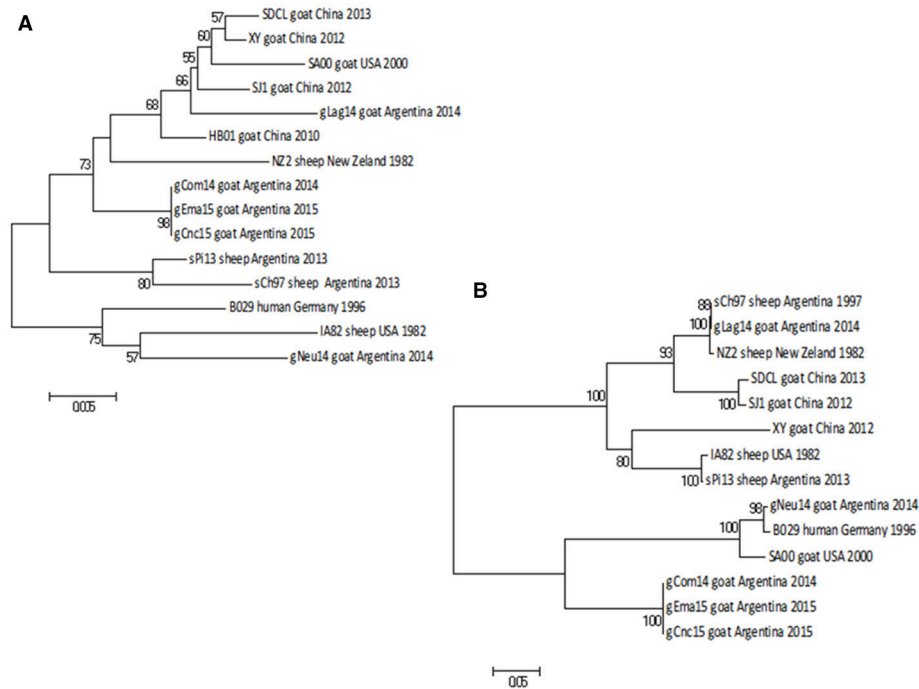 A
57
SDCL goat China 2013
60
XY goat China 2012
55
SA00 goat USA 2000
66
SJ1 goat China 2012
68
gLag14 goat Argentina 2014
HB01 goat China 2010
73
NZ2 sheep New Zeland 1982
gCom14 goat Argentina 2014
gEma15 goat Argentina 2015
98
gCnc15 goat Argentina 2015
sPi13 sheep Argentina 2013
80
sCh97 sheep Argentina 2013
B029 human Germany 1996
75
IA82 sheep USA 1982
57
gNeu14 goat Argentina 2014
0.005
B
88
sCh97 sheep Argentina 1997
100
gLag14 goat Argentina 2014
93
NZ2 sheep New Zeland 1982
SDCL goat China 2013
100
SJ1 goat China 2012
100
XY goat China 2012
80
IA82 sheep USA 1982
100
sPi13 sheep Argentina 2013
98
gNeu14 goat Argentina 2014
100
B029 human Germany 1996
SA00 goat USA 2000
gCom14 goat Argentina 2014
gEma15 goat Argentina 2015
100
gCnc15 goat Argentina 2015
0.05